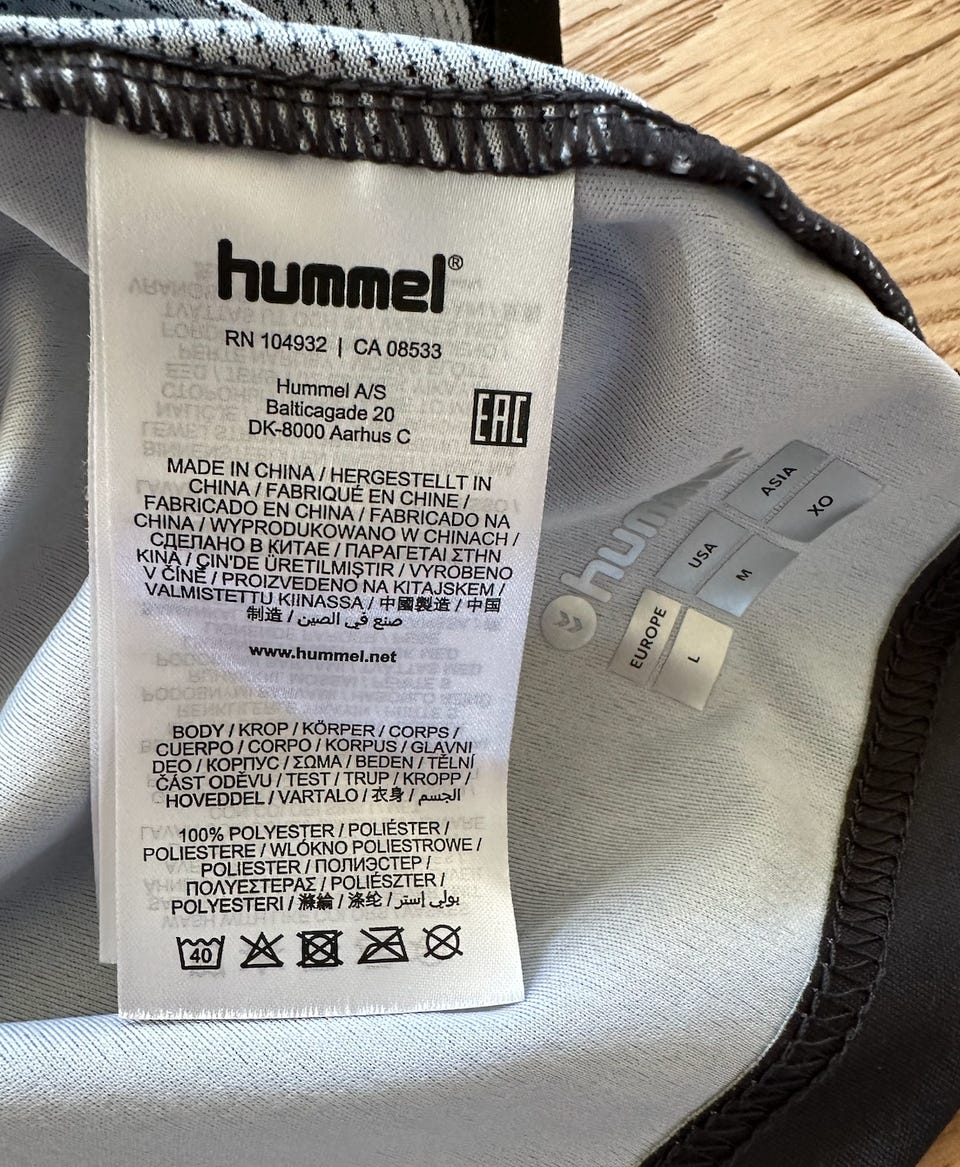 hummel®
RN 104932 | CA 08533
Hummel A/S
Balticagade 20
DK-8000 Aarhus C
EAC
MADE IN CHINA / HERGESTELLT IN
CHINA / FABRIQUÉ EN CHINE /
FABRICADO EN CHINA / FABRICADO NA
CHINA / WYPRODUKOWANO W CHINACH /
СДЕЛАНО В КИТАЕ / ΠΑΡΑΓΕΤΑΙ ΣΤΗΝ
ΚΙΝΑ / ÇIN'DE ÜRETILMIŞTIR / VYROBENO
V ČÍNĚ / PROIZVEDENO NA KITAJSKEM /
VALMISTETTU KIINASSA / 中國製造 / 中国
制造 / صنع في الصين
www.hummel.net
BODY / KROP / KÖRPER / CORPS /
CUERPO / CORPO / KORPUS / GLAVNI
DEO / КОРПУС / ΣΩΜΑ / BEDEN / TĚLNÍ
ČÁST ODĚVU / TEST / TRUP / KROPP /
HOVEDDEL / VARTALO / 衣身 / الجسم
100% POLYESTER / POLIÉSTER /
POLIESTERE / WLÓKNO POLIESTROWE /
POLIESTER / ПОЛИЭСТЕР /
ΠΟΛΥΕΣΤΕΡΑΣ / POLIÉSZTER /
POLYESTERI / 滌綸 / 涤纶 / بولي إستر
40
hummel
EUROPE
L
USA
M
ASIA
XO